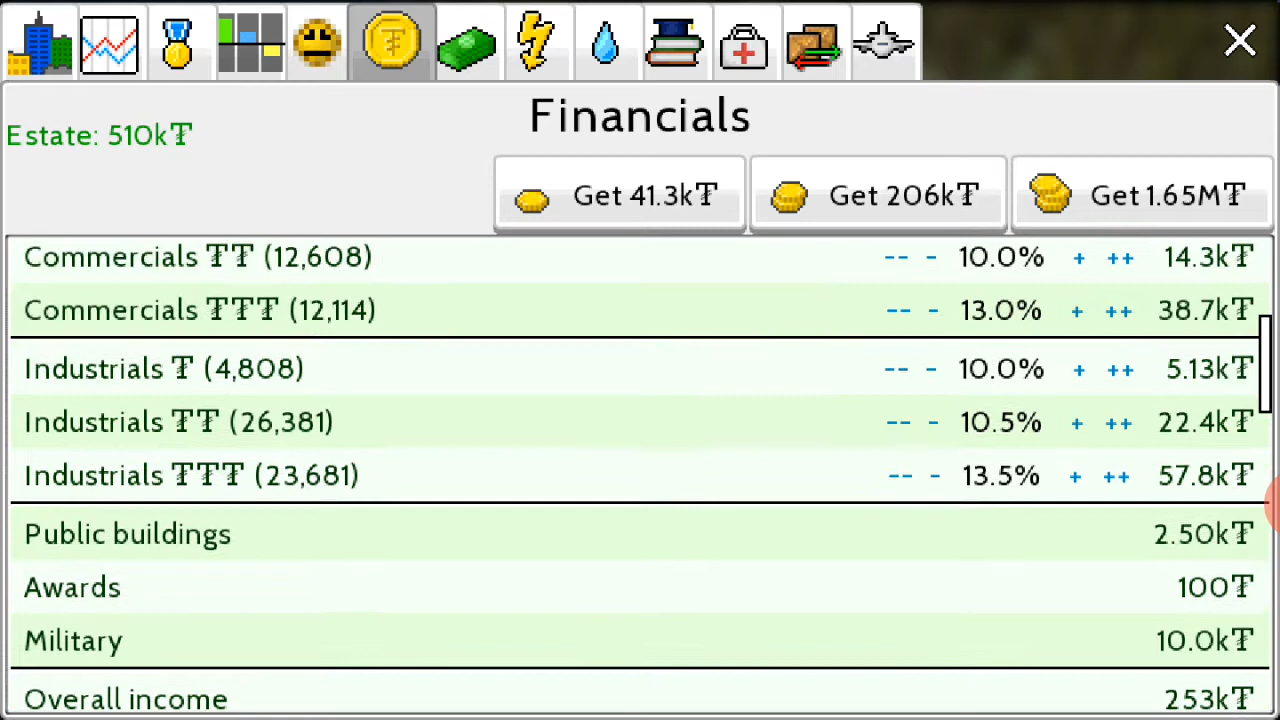 Financials
Estate: 510k₮
Get 41.3k₮
Get 206k₮
Get 1.65M₮
Commercials ₮₮ (12,608) -- - 10.0% + ++ 14.3k₮
Commercials ₮₮₮ (12,114) -- - 13.0% + ++ 38.7k₮
Industrials ₮ (4,808) -- - 10.0% + ++ 5.13k₮
Industrials ₮₮ (26,381) -- - 10.5% + ++ 22.4k₮
Industrials ₮₮₮ (23,681) -- - 13.5% + ++ 57.8k₮
Public buildings 2.50k₮
Awards 100₮
Military 10.0k₮
Overall income 253k₮